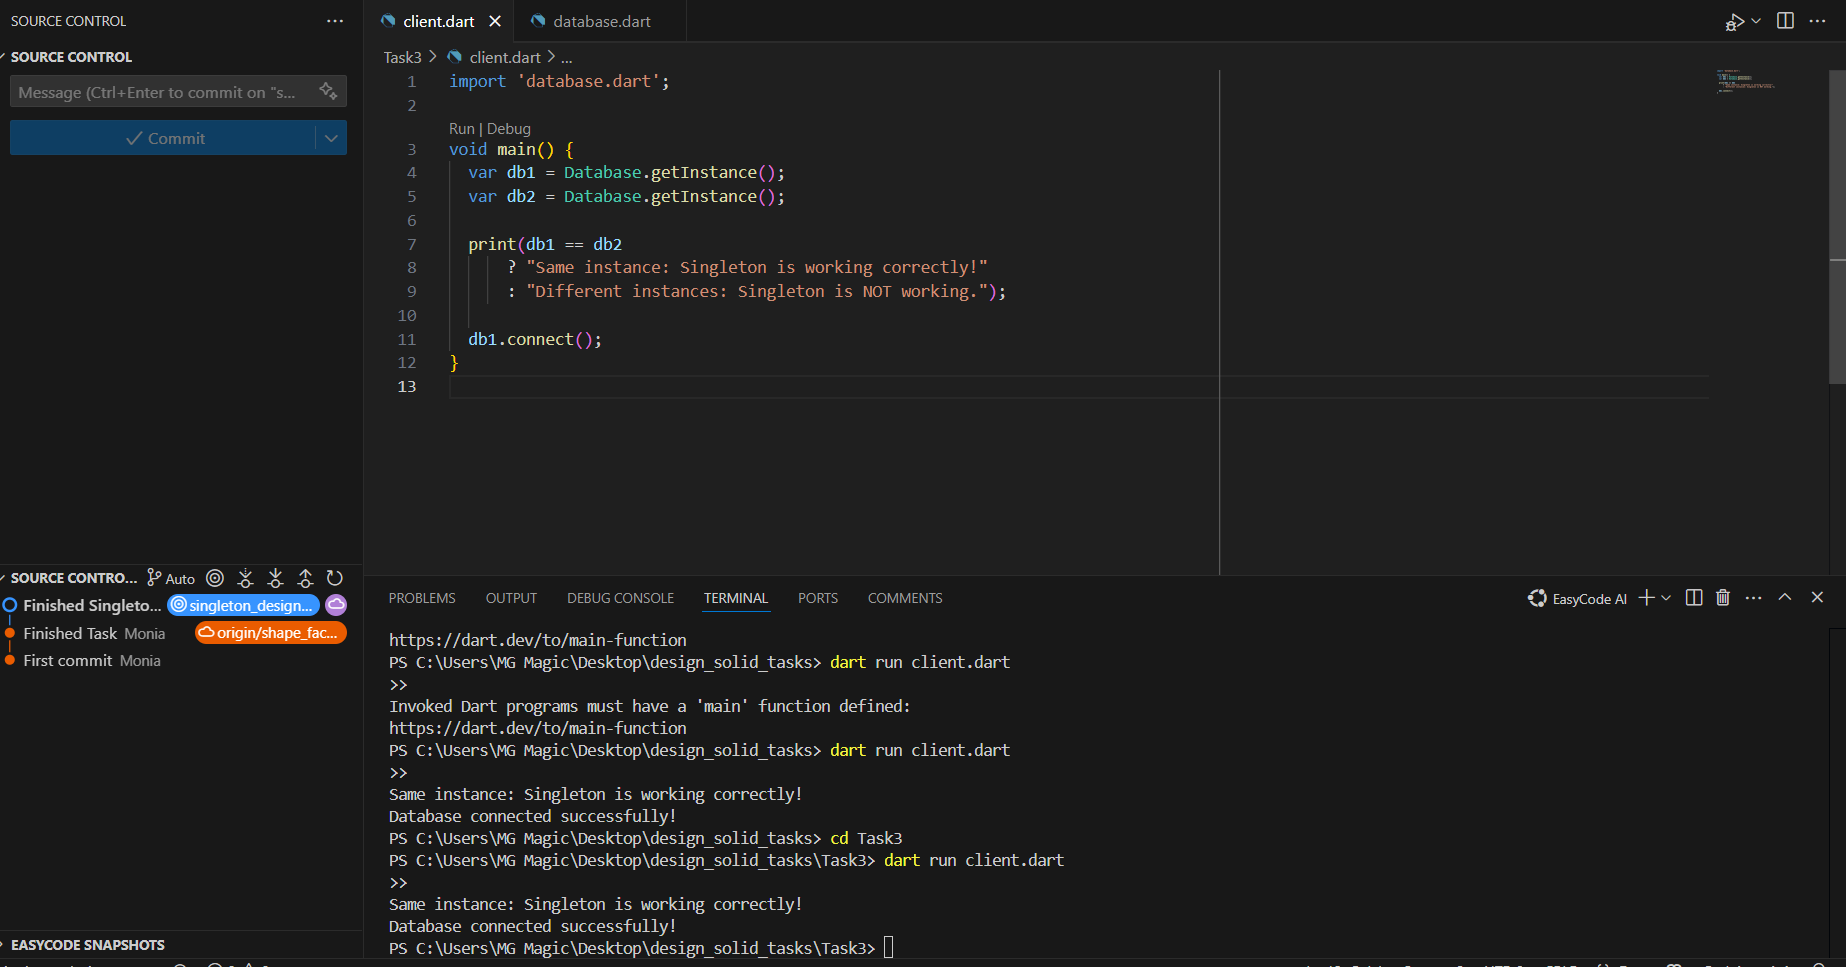 SOURCE CONTROL
SOURCE CONTROL
Message (Ctrl+Enter to commit on "s...
Commit
SOURCE CONTRO...
Auto
Finished Singleto...
singleton_design...
Finished Task Monia
origin/shape_fac...
First commit Monia
EASYCODE SNAPSHOTS
client.dart
database.dart
Task3 > client.dart > ...
1 import 'database.dart';
2
Run | Debug
3 void main() {
4 var db1 = Database.getInstance();
5 var db2 = Database.getInstance();
6
7 print(db1 == db2
8 ? "Same instance: Singleton is working correctly!"
9 : "Different instances: Singleton is NOT working.");
10
11 db1.connect();
12 }
13
PROBLEMS OUTPUT DEBUG CONSOLE TERMINAL PORTS COMMENTS
EasyCode AI
https://dart.dev/to/main-function
PS C:\Users\MG Magic\Desktop\design_solid_tasks> dart run client.dart
>>
Invoked Dart programs must have a 'main' function defined:
https://dart.dev/to/main-function
PS C:\Users\MG Magic\Desktop\design_solid_tasks> dart run client.dart
>>
Same instance: Singleton is working correctly!
Database connected successfully!
PS C:\Users\MG Magic\Desktop\design_solid_tasks> cd Task3
PS C:\Users\MG Magic\Desktop\design_solid_tasks\Task3> dart run client.dart
>>
Same instance: Singleton is working correctly!
Database connected successfully!
PS C:\Users\MG Magic\Desktop\design_solid_tasks\Task3>